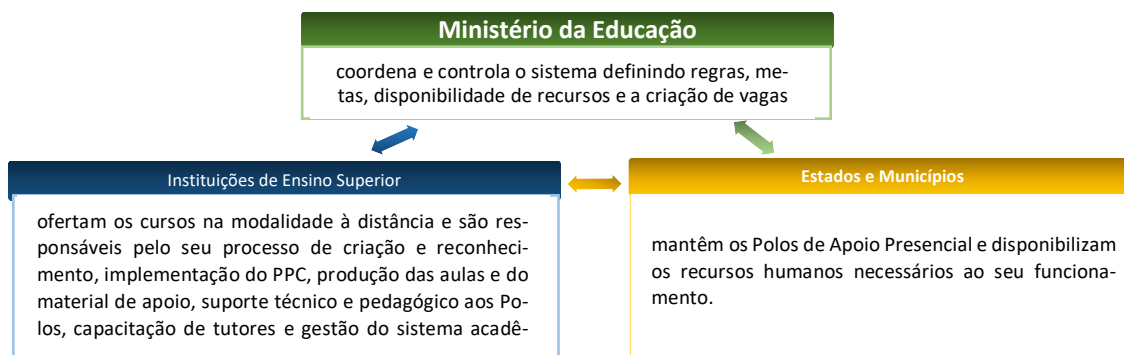 Ministério da Educação
coordena e controla o sistema definindo regras, me-
tas, disponibilidade de recursos e a criação de vagas
Instituições de Ensino Superior
ofertam os cursos na modalidade à distância e são res-
ponsáveis pelo seu processo de criação e reconheci-
mento, implementação do PPC, produção das aulas e do
material de apoio, suporte técnico e pedagógico aos Po-
los, capacitação de tutores e gestão do sistema acadê-
Estados e Municípios
mantêm os Polos de Apoio Presencial e disponibilizam
os recursos humanos necessários ao seu funciona-
mento.